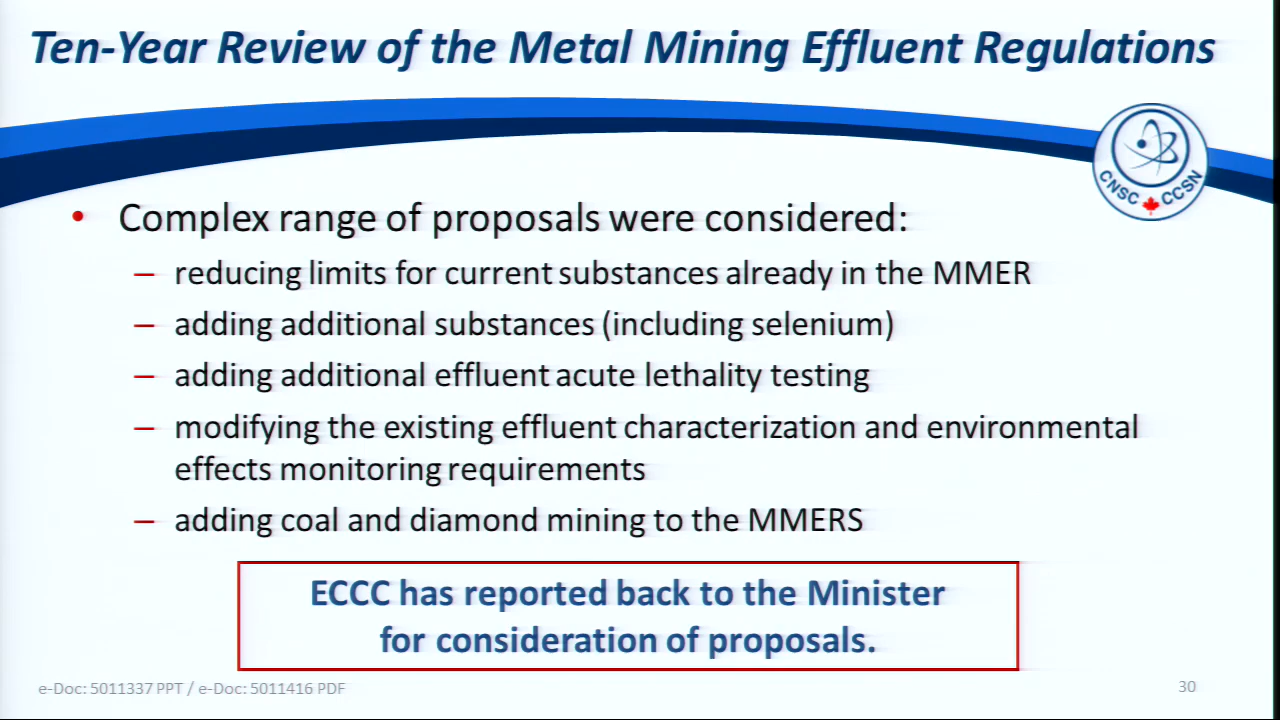 Ten-Year Review of the Metal Mining Effluent Regulations
CNSC CCSN
• Complex range of proposals were considered:
– reducing limits for current substances already in the MMER
– adding additional substances (including selenium)
– adding additional effluent acute lethality testing
– modifying the existing effluent characterization and environmental
effects monitoring requirements
– adding coal and diamond mining to the MMERS
ECCC has reported back to the Minister
for consideration of proposals.
e-Doc: 5011337 PPT / e-Doc: 5011416 PDF
30